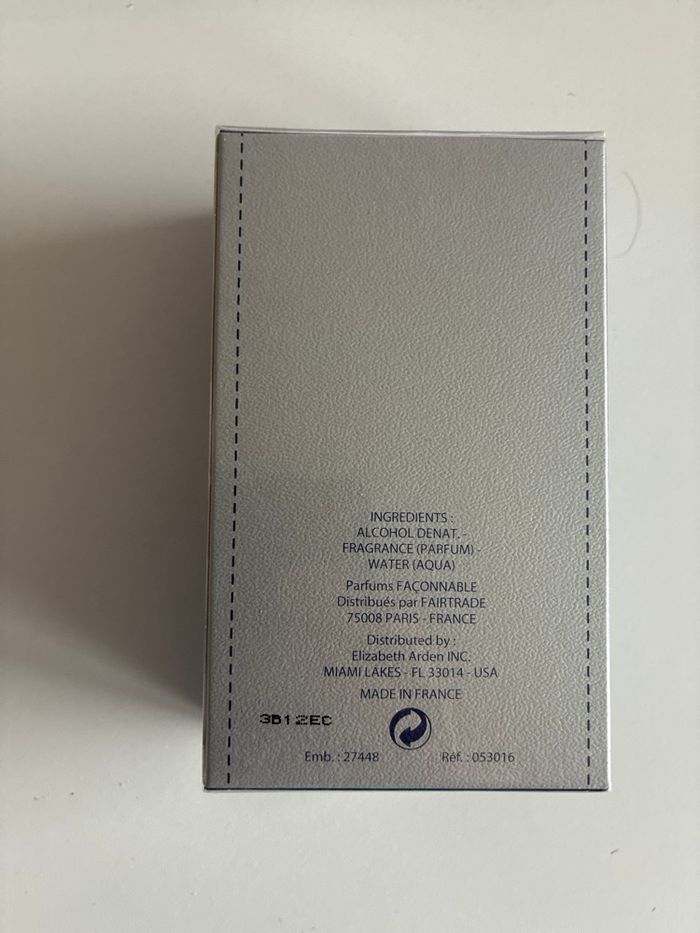 INGREDIENTS :
ALCOHOL DENAT. -
FRAGRANCE (PARFUM) -
WATER (AQUA)
Parfums FAÇONNABLE
Distribués par FAIRTRADE
75008 PARIS - FRANCE
Distributed by :
Elizabeth Arden INC.
MIAMI LAKES - FL 33014 - USA
MADE IN FRANCE
3B12EC
Emb. : 27448 Réf. : 053016